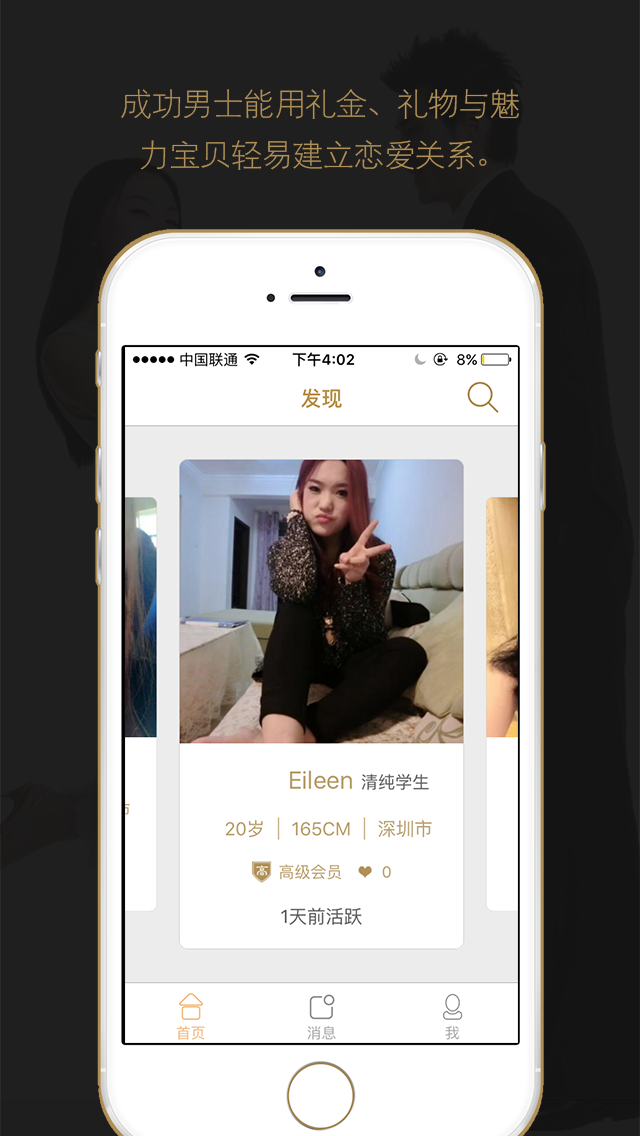 成功男士能用礼金、礼物与魅
力宝贝轻易建立恋爱关系。
中国联通 下午4:02 8%
发现
Eileen 清纯学生
20岁 | 165CM | 深圳市
高 高级会员 0
1天前活跃
首页 消息 我